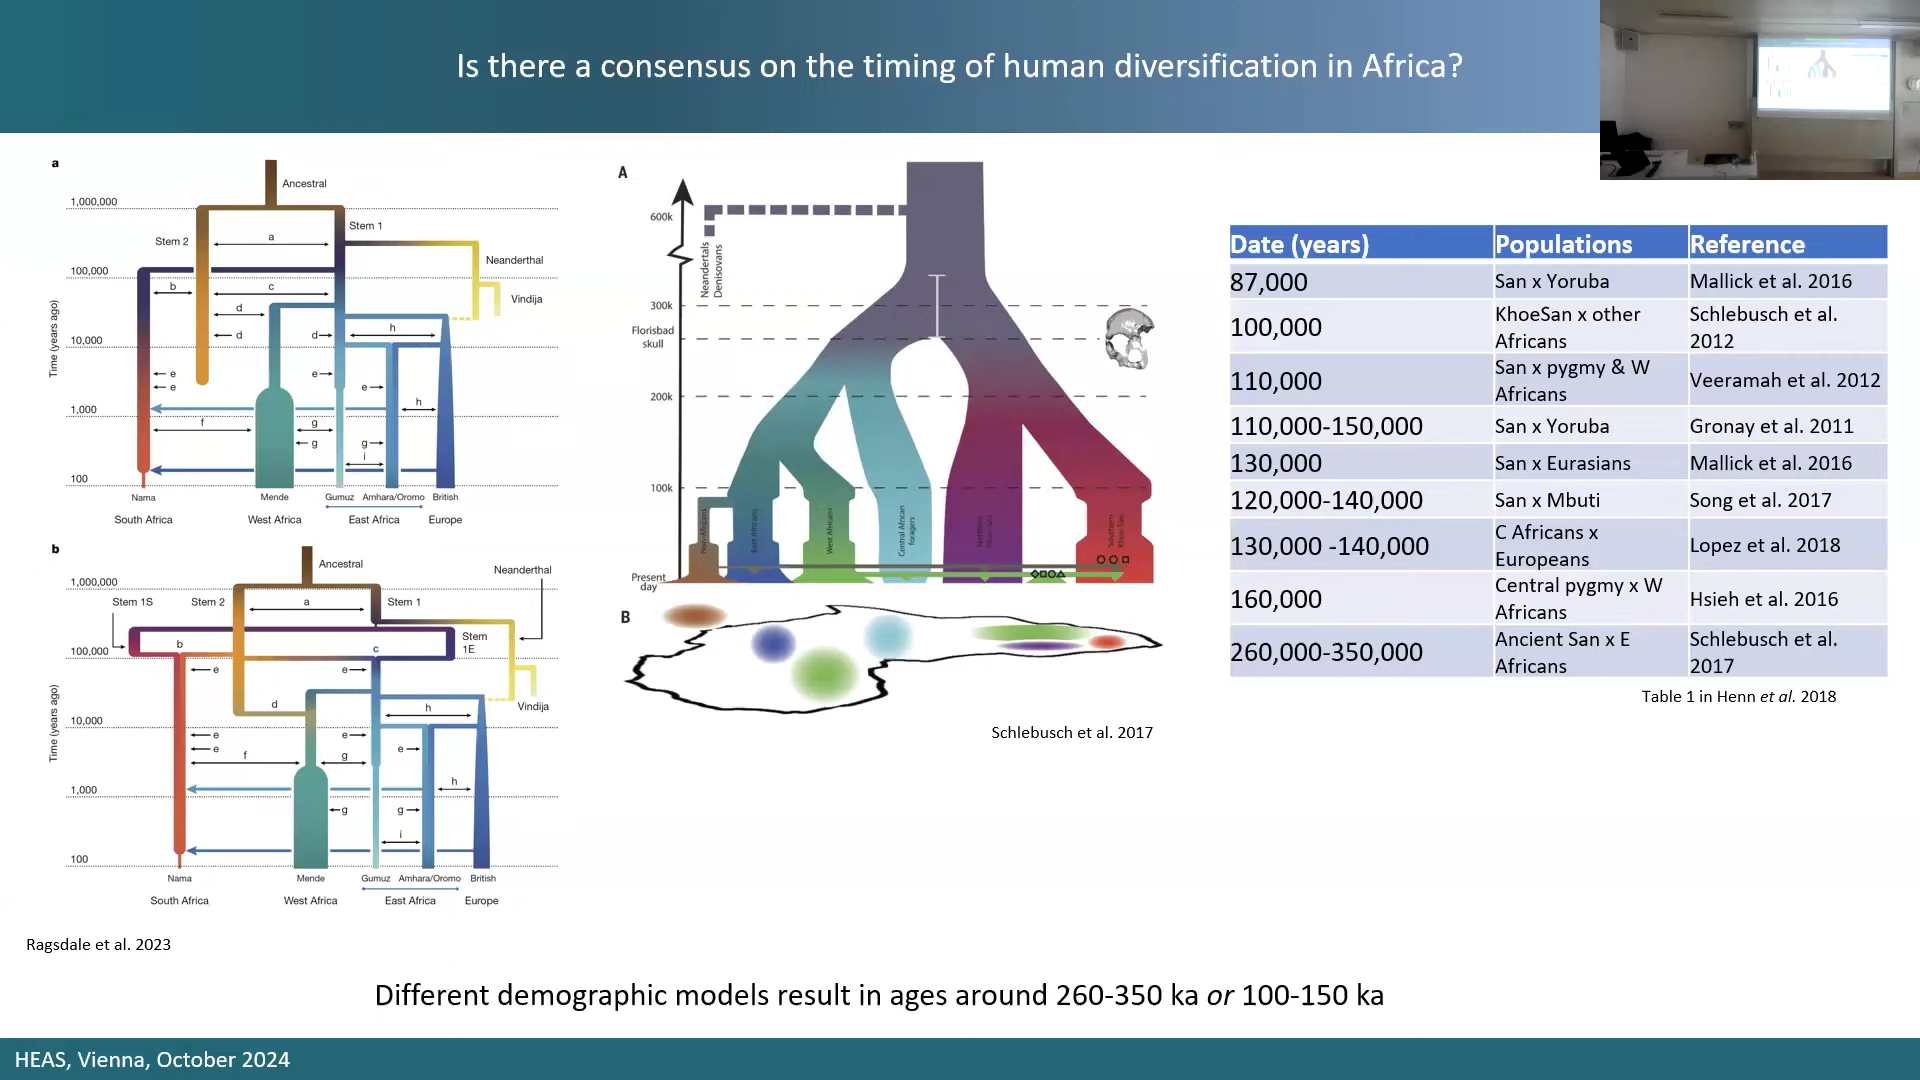 Is there a consensus on the timing of human diversification in Africa?
a
Ancestral
1,000,000
Stem 1
Stem 2
a
Neanderthal
100,000
b
c
Vindija
d
h
d
d
10,000
Time (years ago)
e
e
e
e
1,000
h
f
g
g
g
i
100
Nama
Mende
Gumuz
Amhara/Oromo
British
South Africa
West Africa
East Africa
Europe
b
Ancestral
Neanderthal
1,000,000
Stem 1S
Stem 2
a
Stem 1
Stem
1E
b
c
100,000
e
e
d
Vindija
h
10,000
Time (years ago)
e
e
e
e
f
g
h
1,000
g
g
i
100
Nama
Mende
Gumuz
Amhara/Oromo
British
South Africa
West Africa
East Africa
Europe
Ragsdale et al. 2023
A
600k
Neandertals
Denisovans
300k
Florisbad
skull
200k
100k
Non-Africans
East Africans
West Africans
Central African
foragers
Northern
Khoe-San
Southern
Khoe-San
Present
day
B
Schlebusch et al. 2017
Date (years) Populations Reference
87,000 San x Yoruba Mallick et al. 2016
100,000 KhoeSan x other Africans Schlebusch et al. 2012
110,000 San x pygmy & W Africans Veeramah et al. 2012
110,000-150,000 San x Yoruba Gronay et al. 2011
130,000 San x Eurasians Mallick et al. 2016
120,000-140,000 San x Mbuti Song et al. 2017
130,000 -140,000 C Africans x Europeans Lopez et al. 2018
160,000 Central pygmy x W Africans Hsieh et al. 2016
260,000-350,000 Ancient San x E Africans Schlebusch et al. 2017
Table 1 in Henn et al. 2018
Different demographic models result in ages around 260-350 ka or 100-150 ka
HEAS, Vienna, October 2024